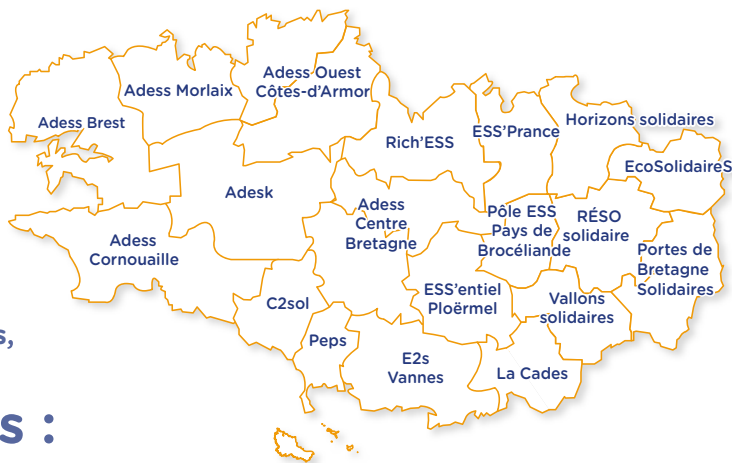 Adess Ouest
Côtes-d'Armor
Adess Morlaix
Adess Brest
Rich'ESS
ESS'Prance
Horizons solidaires
EcoSolidaireS
Adesk
Adess
Centre
Bretagne
Pôle ESS
Pays de
Brocéliande
RÉSO
solidaire
Portes de
Bretagne
Solidaires
Adess
Cornouaille
C2sol
ESS'entiel
Ploërmel
Vallons
solidaires
Peps
E2s
Vannes
La Cades
s,
s :